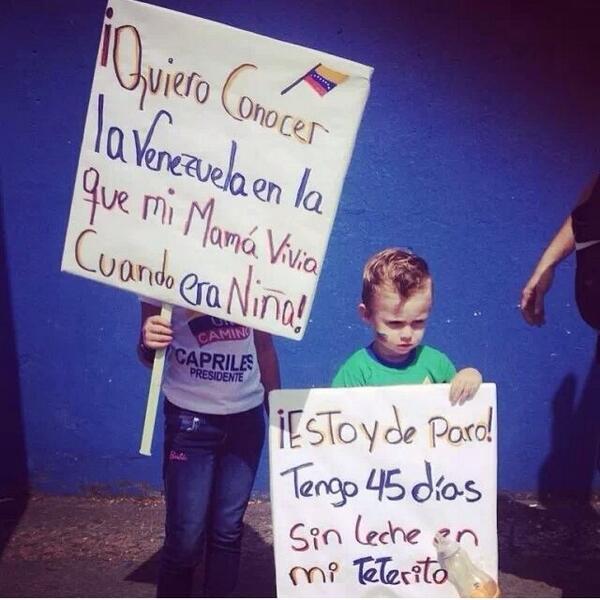 ¡Quiero Conocer
la Venezuela en la
que mi Mamá Vivia
Cuando era Niña!
CAMINO
CAPRILES
PRESIDENTE
Barbie
¡ESTOY de Paro!
Tengo 45 días
Sin Leche en
mi TeTeriTo